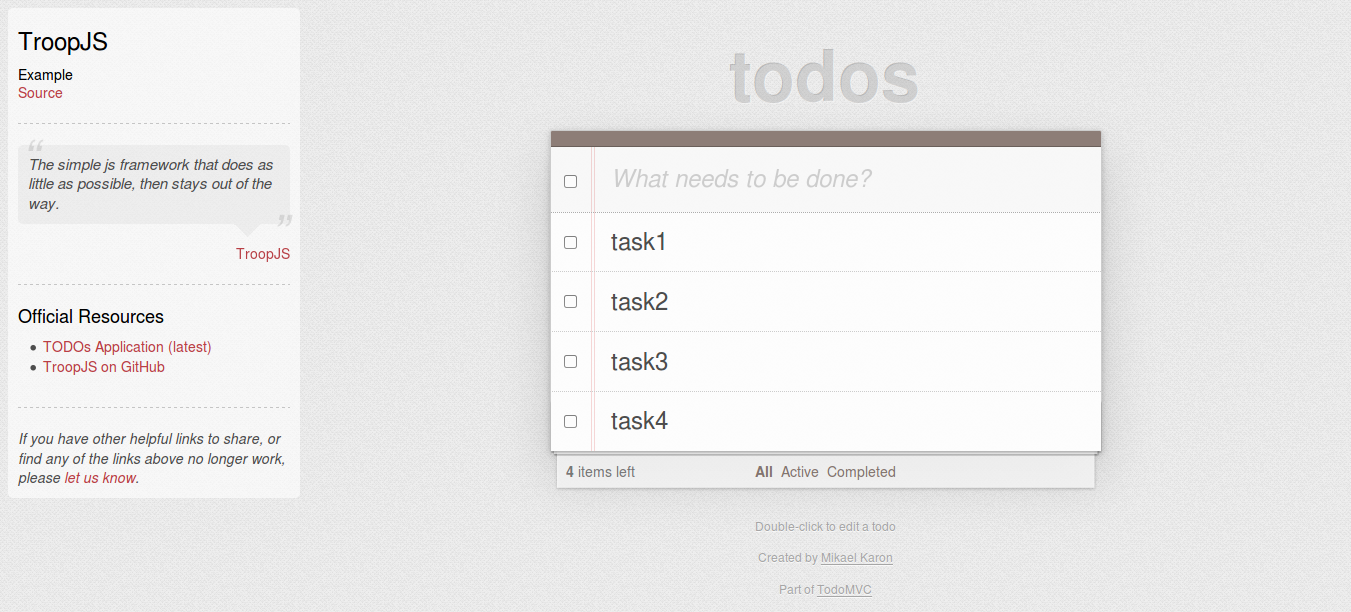 TroopJS
Example
Source
“
The simple js framework that does as
little as possible, then stays out of the
way.
”
TroopJS
Official Resources
• TODOs Application (latest)
• TroopJS on GitHub
If you have other helpful links to share, or
find any of the links above no longer work,
please let us know.
todos
What needs to be done?
task1
task2
task3
task4
4 items left All Active Completed
Double-click to edit a todo
Created by Mikael Karon
Part of TodoMVC